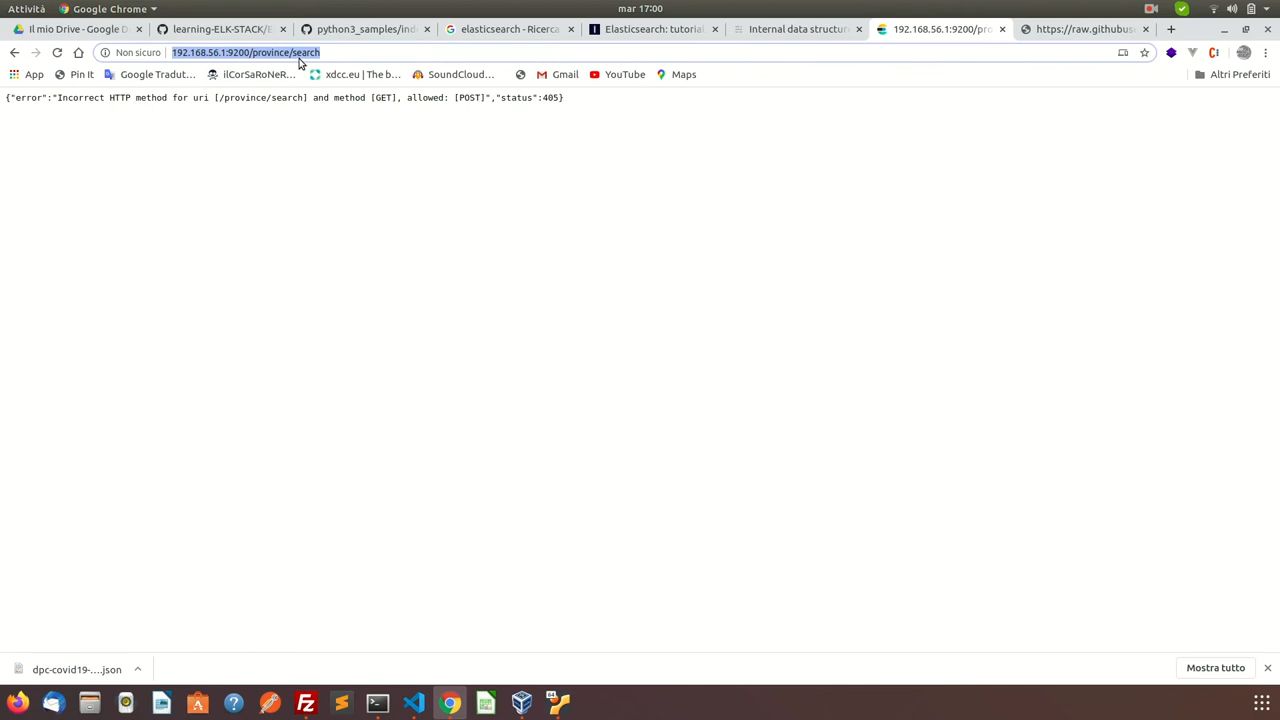 Attività Google Chrome mar 17:00
Il mio Drive - Google D learning-ELK-STACK/E python3_samples/ind elasticsearch - Ricerca Elasticsearch: tutorial Internal data structure 192.168.56.1:9200/pro https://raw.githubuse
Non sicuro 192.168.56.1:9200/province/search
App Pin It Google Tradut... ilCorSaRoNeR... xdcc.eu | The b... SoundCloud... Gmail YouTube Maps Altri Preferiti
{"error":"Incorrect HTTP method for uri [/province/search] and method [GET], allowed: [POST]","status":405}
dpc-covid19-....json Mostra tutto